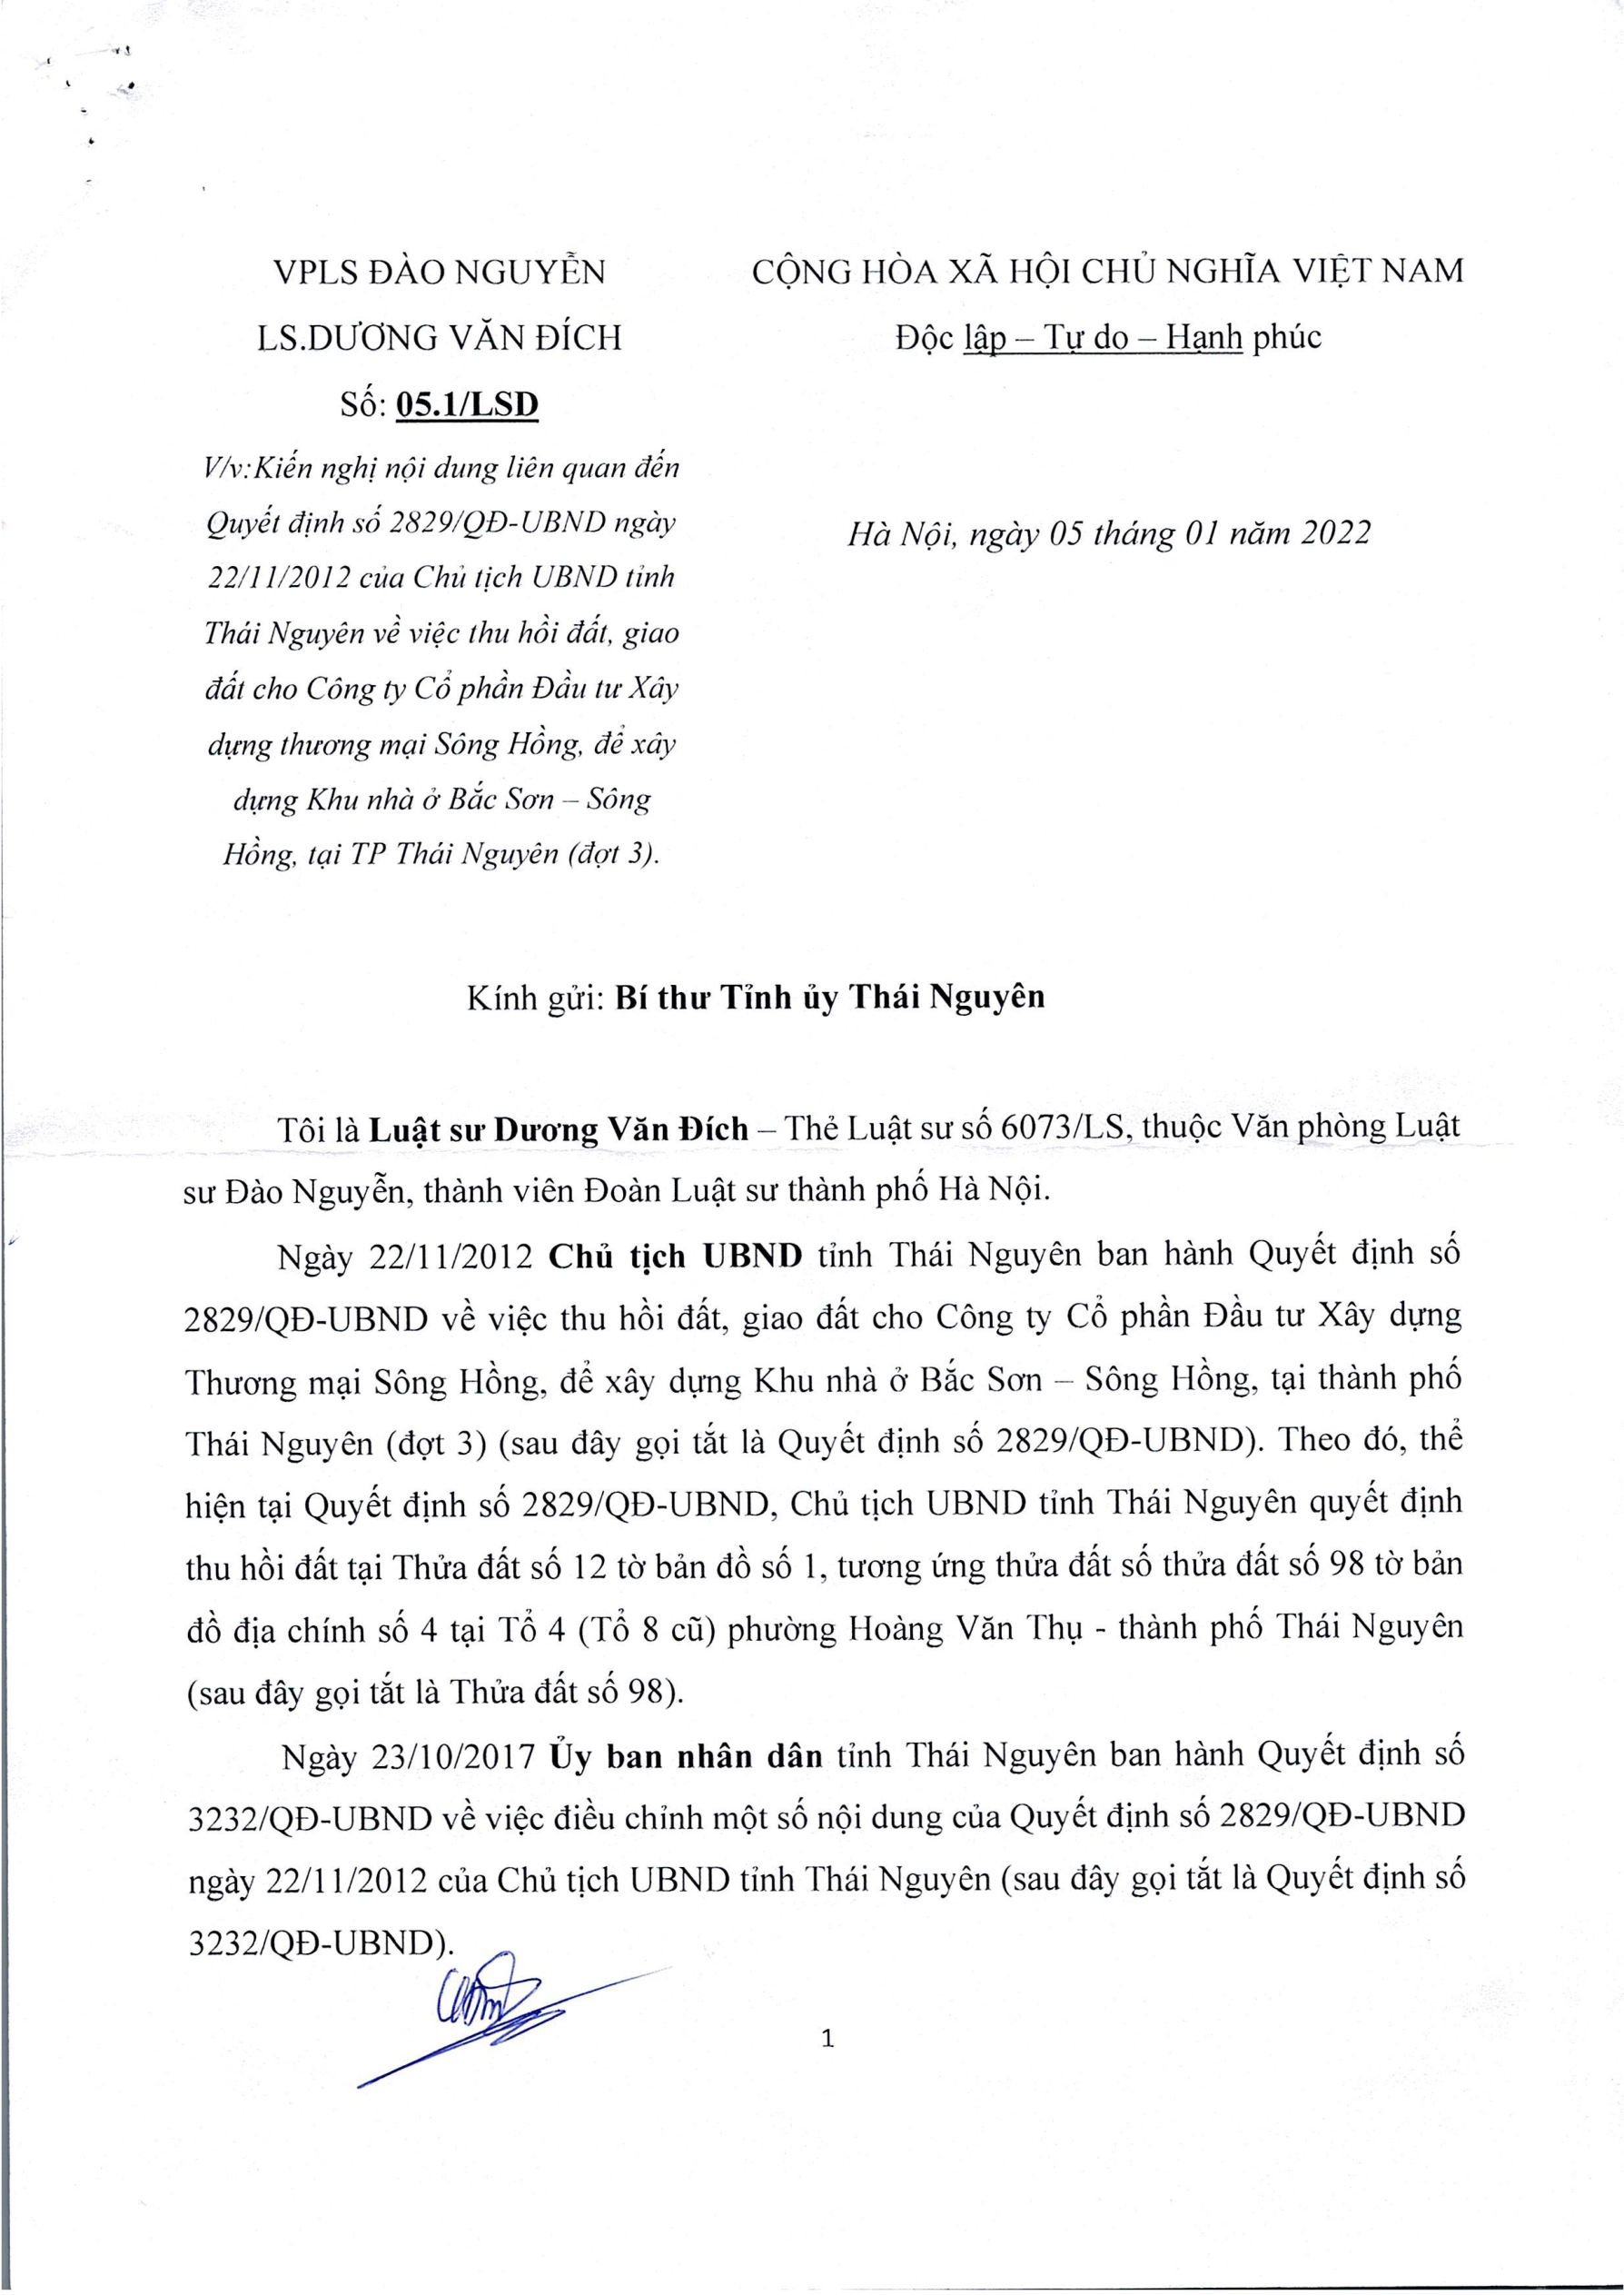 VPLS ĐÀO NGUYỄN
LS.DƯƠNG VĂN ĐÍCH
Số: 05.1/LSD
V/v:Kiến nghị nội dung liên quan đến
Quyết định số 2829/QĐ-UBND ngày
22/11/2012 của Chủ tịch UBND tỉnh
Thái Nguyên về việc thu hồi đất, giao
đất cho Công ty Cổ phần Đầu tư Xây
dựng thương mại Sông Hồng, để xây
dựng Khu nhà ở Bắc Sơn – Sông
Hồng, tại TP Thái Nguyên (đợt 3).
CỘNG HÒA XÃ HỘI CHỦ NGHĨA VIỆT NAM
Độc lập – Tự do – Hạnh phúc
Hà Nội, ngày 05 tháng 01 năm 2022
Kính gửi: Bí thư Tỉnh ủy Thái Nguyên
Tôi là Luật sư Dương Văn Đích – Thẻ Luật sư số 6073/LS, thuộc Văn phòng Luật
sư Đào Nguyễn, thành viên Đoàn Luật sư thành phố Hà Nội.
Ngày 22/11/2012 Chủ tịch UBND tỉnh Thái Nguyên ban hành Quyết định số
2829/QĐ-UBND về việc thu hồi đất, giao đất cho Công ty Cổ phần Đầu tư Xây dựng
Thương mại Sông Hồng, để xây dựng Khu nhà ở Bắc Sơn – Sông Hồng, tại thành phố
Thái Nguyên (đợt 3) (sau đây gọi tắt là Quyết định số 2829/QĐ-UBND). Theo đó, thể
hiện tại Quyết định số 2829/QĐ-UBND, Chủ tịch UBND tỉnh Thái Nguyên quyết định
thu hồi đất tại Thửa đất số 12 tờ bản đồ số 1, tương ứng thửa đất số thửa đất số 98 tờ bản
đồ địa chính số 4 tại Tổ 4 (Tổ 8 cũ) phường Hoàng Văn Thụ - thành phố Thái Nguyên
(sau đây gọi tắt là Thửa đất số 98).
Ngày 23/10/2017 Ủy ban nhân dân tỉnh Thái Nguyên ban hành Quyết định số
3232/QĐ-UBND về việc điều chỉnh một số nội dung của Quyết định số 2829/QĐ-UBND
ngày 22/11/2012 của Chủ tịch UBND tỉnh Thái Nguyên (sau đây gọi tắt là Quyết định số
3232/QĐ-UBND).
1